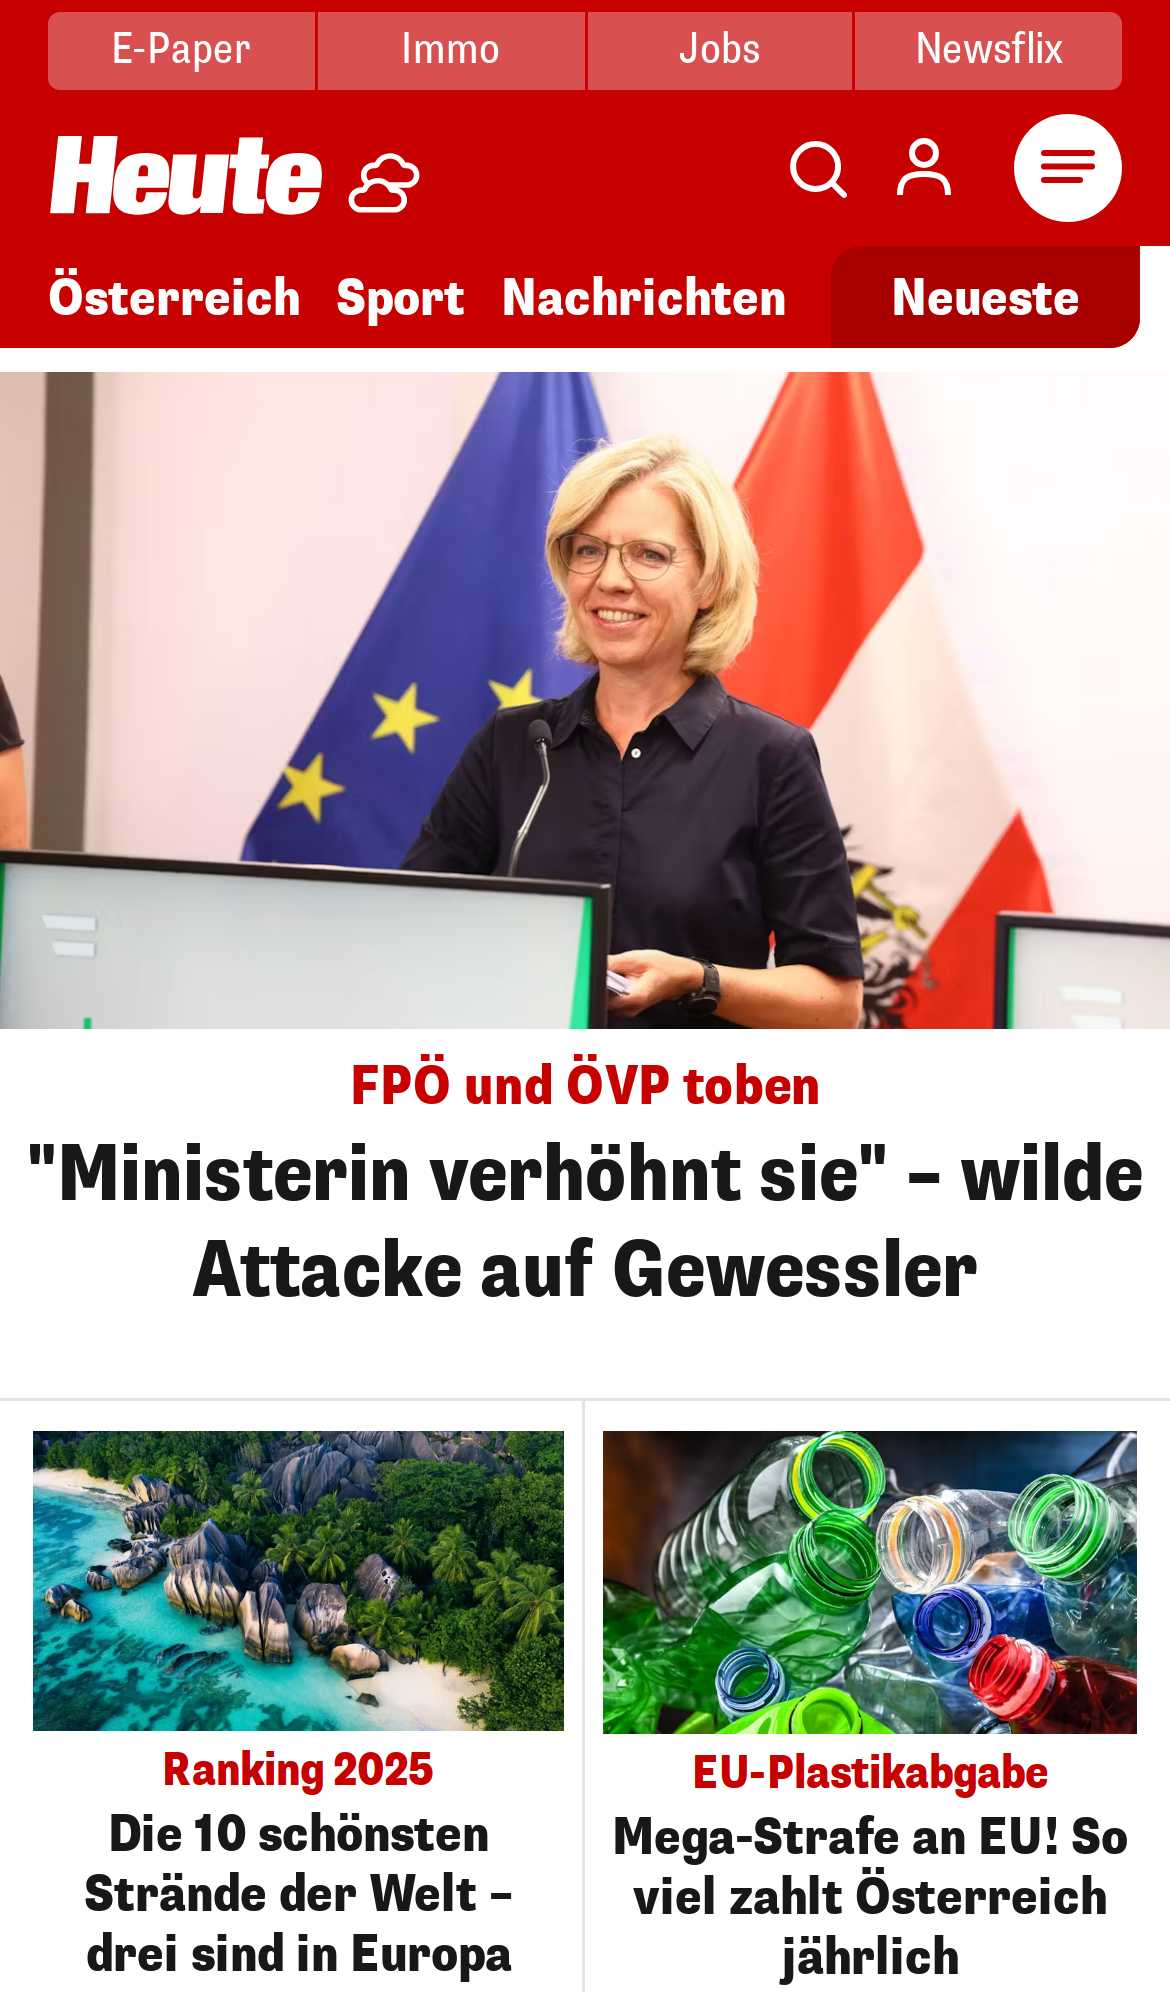 E-Paper Immo Jobs Newsflix
Heute
Österreich Sport Nachrichten Neueste
FPÖ und ÖVP toben
"Ministerin verhöhnt sie" – wilde
Attacke auf Gewessler
Ranking 2025
Die 10 schönsten
Strände der Welt –
drei sind in Europa
EU-Plastikabgabe
Mega-Strafe an EU! So
viel zahlt Österreich
jährlich